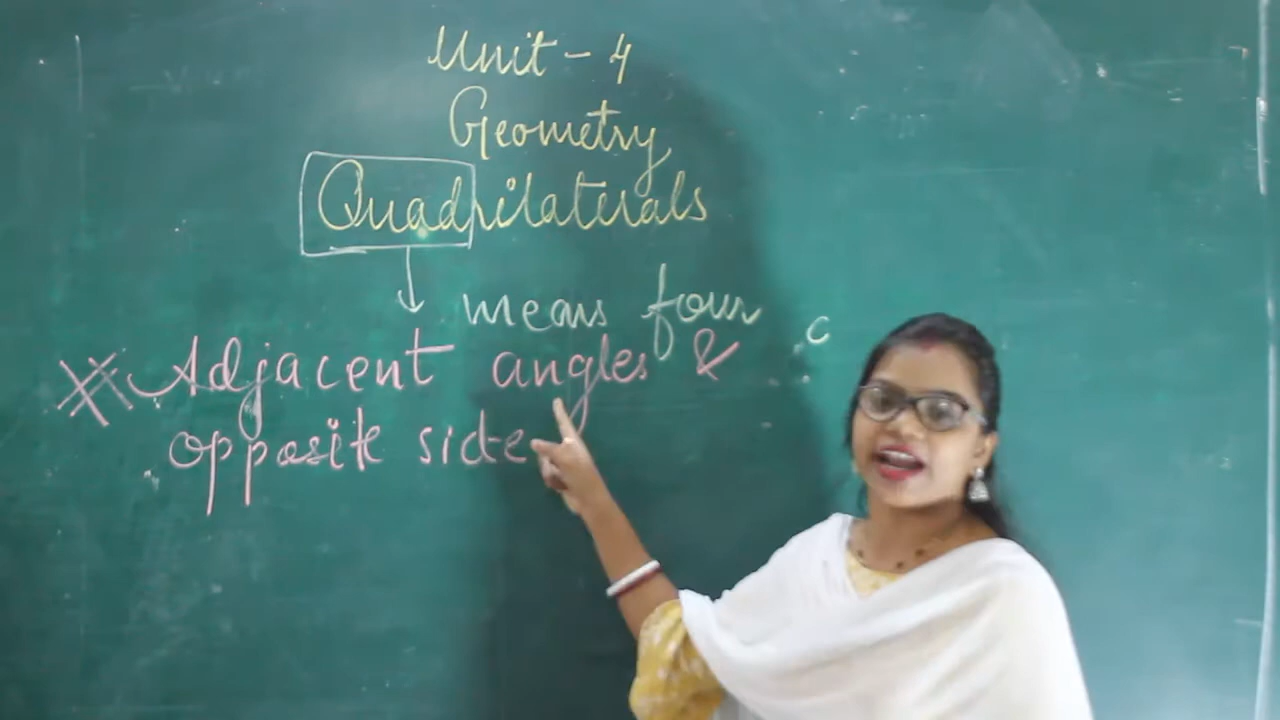 Unit - 4
Geometry
Quadrilaterals
means four
Adjacent angles &
opposite side
C